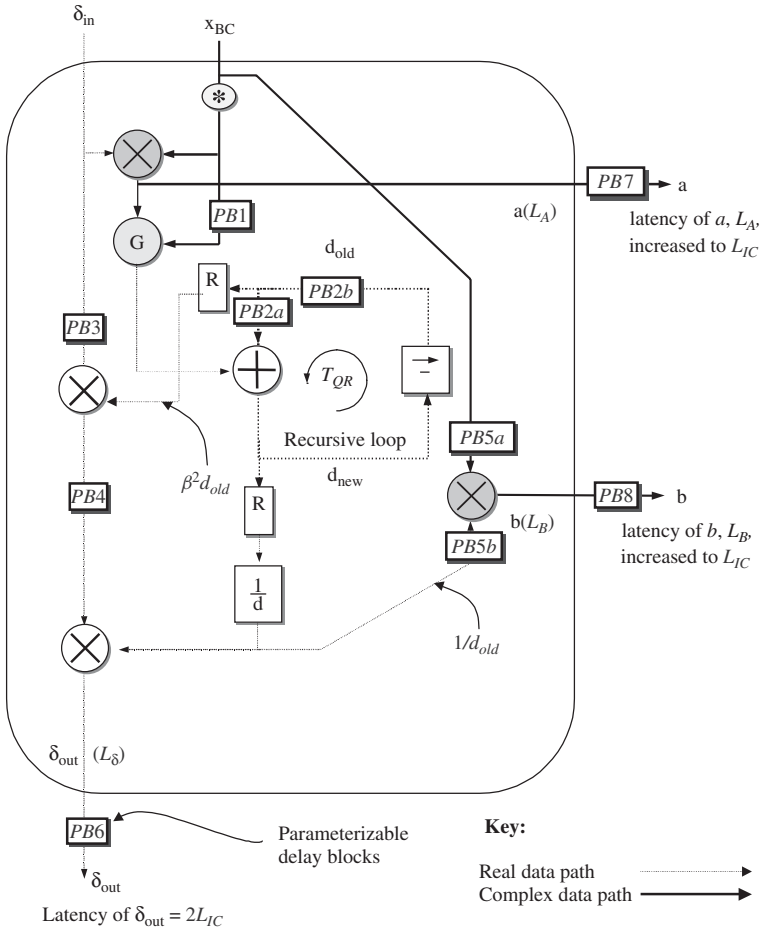 δin
xBC
*
PB1
PB7
a
a(LA)
latency of a, LA,
increased to LIC
G
dold
R
PB2b
PB2a
PB3
TQR
–
Recursive loop
dnew
PB5a
β²dold
PB4
R
PB8
b
b(LB)
PB5b
latency of b, LB,
increased to LIC
1
d
1/dold
δout (Lδ)
PB6
Parameterizable
delay blocks
δout
Latency of δout = 2LIC
Key:
Real data path
Complex data path